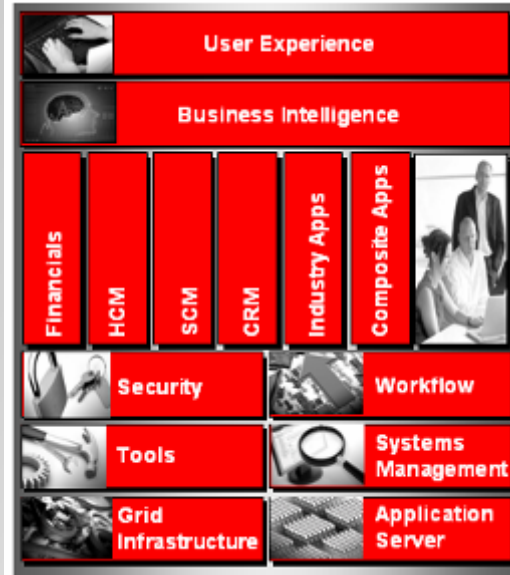 User Experience
Business Intelligence
Financials
HCM
SCM
CRM
Industry Apps
Composite Apps
Security
Workflow
Tools
Systems
Management
Grid
Infrastructure
Application
Server